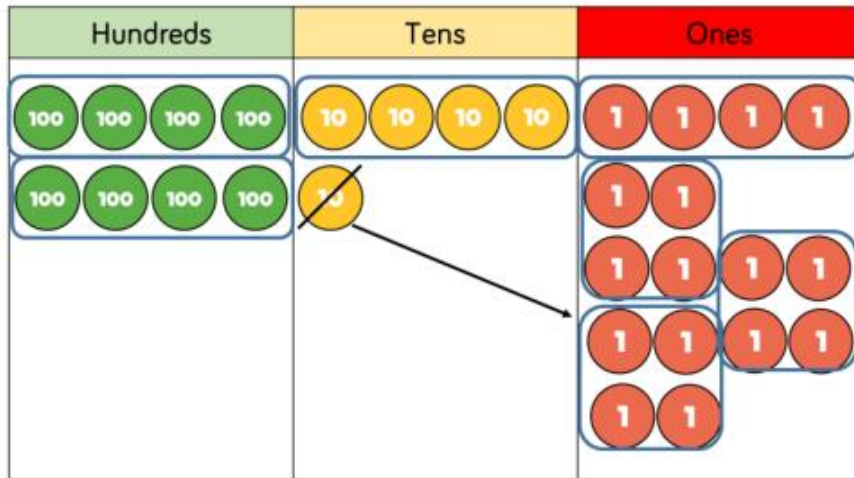 Hundreds Tens Ones
100 100 100 100 10 10 10 10 1 1 1 1
100 100 100 100 10 1 1
1 1 1 1
1 1 1 1
1 1